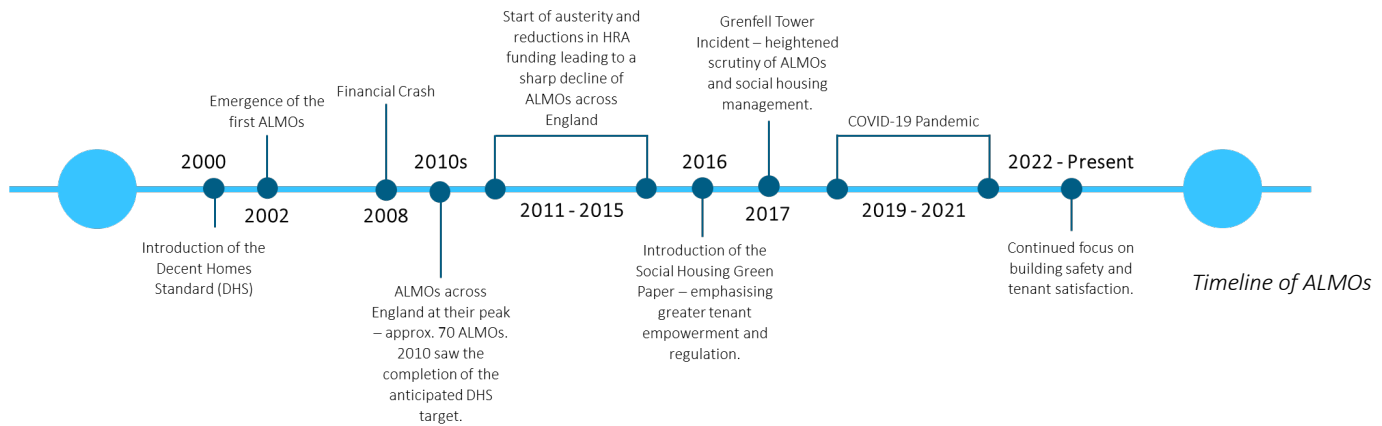 2000
Introduction of the
Decent Homes
Standard (DHS)
Emergence of the
first ALMOs
2002
Financial Crash
2008
2010s
ALMOs across
England at their peak
– approx. 70 ALMOs.
2010 saw the
completion of the
anticipated DHS
target.
Start of austerity and
reductions in HRA
funding leading to a
sharp decline of
ALMOs across
England
2011 - 2015
2016
Introduction of the
Social Housing Green
Paper – emphasising
greater tenant
empowerment and
regulation.
Grenfell Tower
Incident – heightened
scrutiny of ALMOs
and social housing
management.
2017
COVID-19 Pandemic
2019 - 2021
2022 - Present
Continued focus on
building safety and
tenant satisfaction.
Timeline of ALMOs